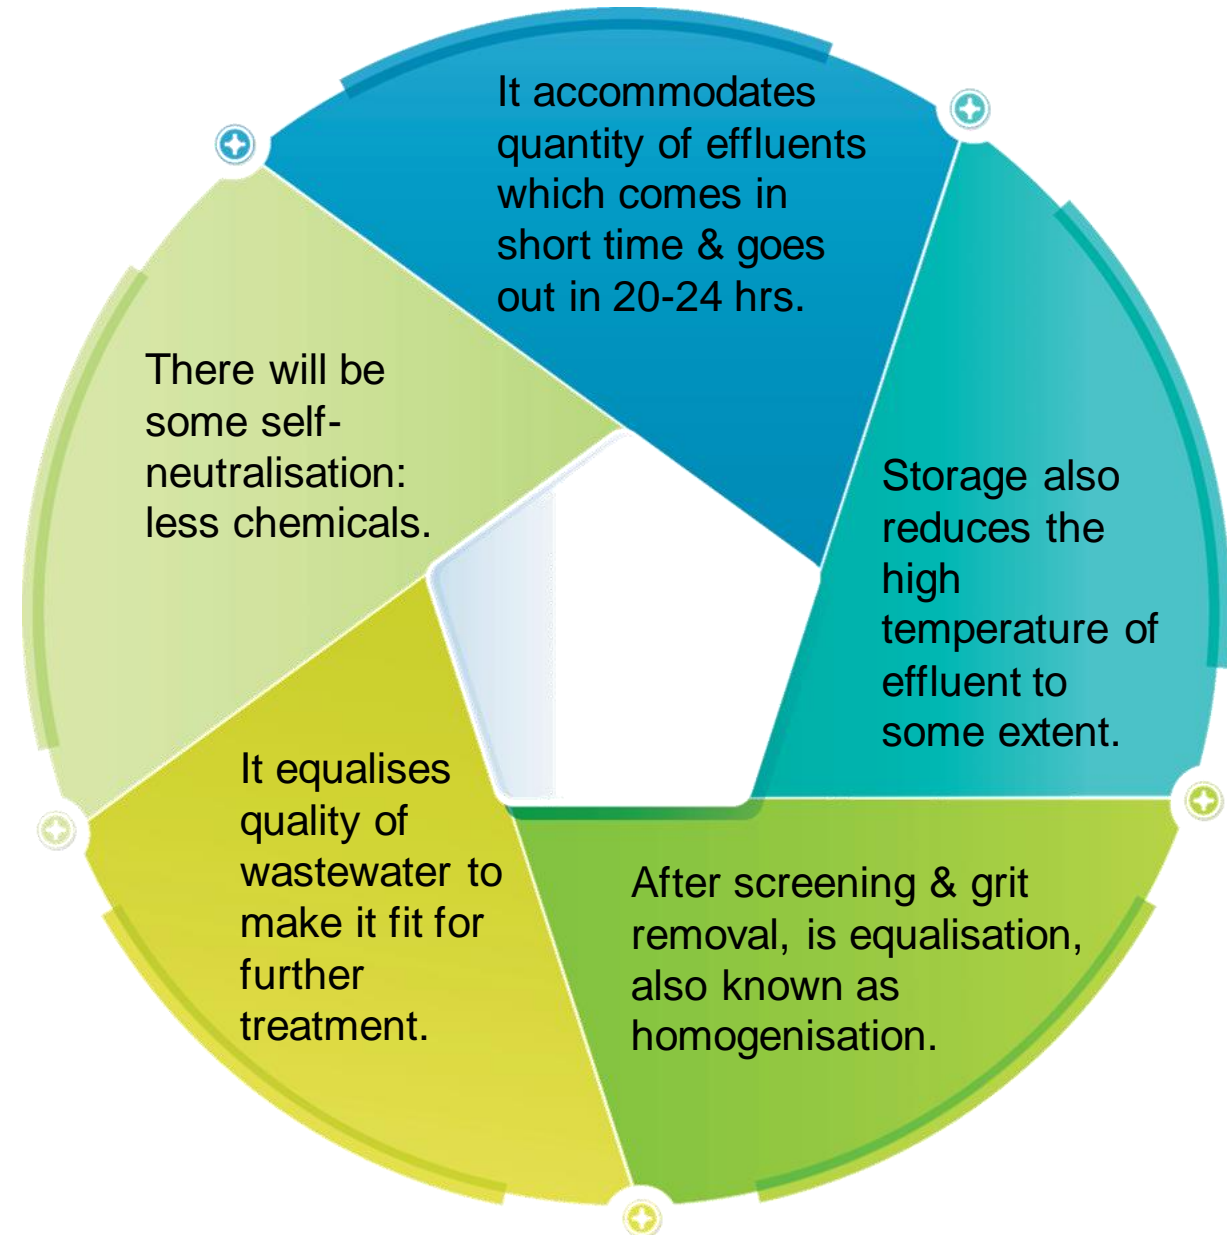 It accommodates
quantity of effluents
which comes in
short time & goes
out in 20-24 hrs.
There will be
some self-
neutralisation:
less chemicals.
Storage also
reduces the
high
temperature of
effluent to
some extent.
It equalises
quality of
wastewater to
make it fit for
further
treatment.
After screening & grit
removal, is equalisation,
also known as
homogenisation.